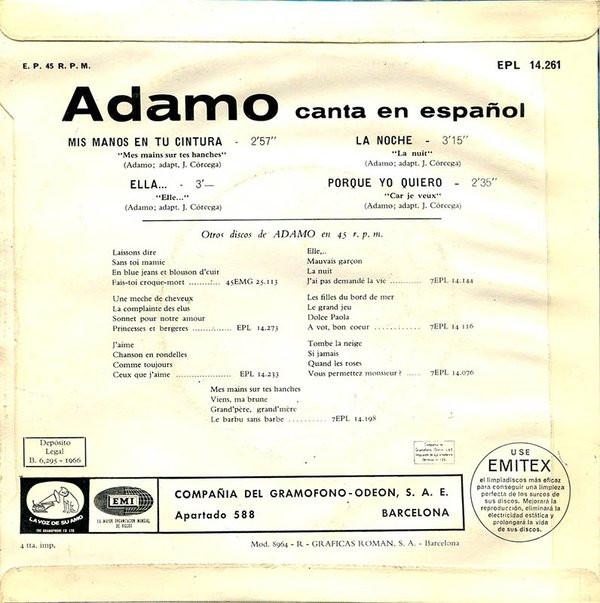 E. P. 45 R. P. M.
EPL 14.261
Adamo canta en español
MIS MANOS EN TU CINTURA - 2'57"
"Mes mains sur tes hanches"
(Adamo; adapt, J. Córcega)
ELLA... - 3'—
"Elle..."
(Adamo; adapt. J. Córcega)
LA NOCHE - 3'15"
"La nuit"
(Adamo; adapt. J. Córcega)
PORQUE YO QUIERO - 2'35"
"Car je veux"
(Adamo; adapt. J. Córcega)
Otros discos de ADAMO en 45 r. p. m.
Laissons dire
Sans toi mamie
En blue jeans et blouson d'cuir
Fais-toi croque-mort .......... 45EMG 25.113
Une meche de cheveux
La complainte des elus
Sonnet pour notre amour
Princesses et bergeres ........ EPL 14.273
J'aime
Chanson en rondelles
Comme toujours
Ceux que j'aime .................. EPL 14.233
Elle,..
Mauvais garçon
La nuit
J'ai pas demandé la vie ........... 7EPL 14.144
Les filles du bord de mer
Le grand jeu
Dolce Paola
A vot, bon coeur ................ 7EPL 14 116
Tombe la neige
Si jamais
Quand les roses
Vous permettez monsieur ? ...... 7EPL 14.076
Mes mains sur tes hanches
Viens, ma brune
Grand'père, grand'mère
Le barbu sans barbe .......... 7EPL 14.198
Depósito
Legal
B. 6,295 - 1966
USE
EMITEX
el limpiadiscos más eficaz
para conseguir una limpieza
perfecta de los surcos de
sus discos. Mejorará la
reproducción, eliminará la
electricidad estática y
prolongará la vida
de sus discos.
LA VOZ DE SU AMO
THE GRAMOPHONE CO LTD
EMI
LA MAYOR ORGANIZACION MUNDIAL
DE DISCOS
COMPAÑIA DEL GRAMOFONO-ODEON, S. A. E.
Apartado 588
BARCELONA
4 tta. imp.
Mod. 8964 - R - GRAFICAS ROMAN, S. A. - Barcelona